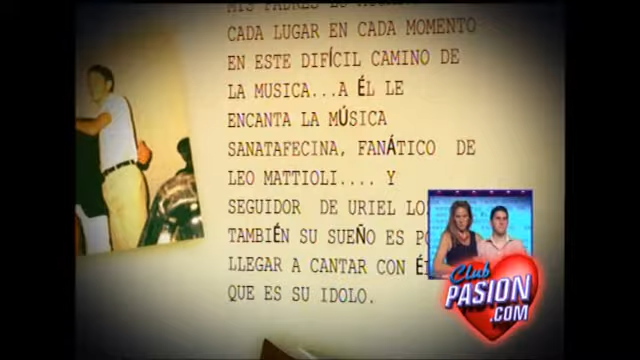 CADA LUGAR EN CADA MOMENTO
EN ESTE DIFÍCIL CAMINO DE
LA MUSICA...A ÉL LE
ENCANTA LA MÚSICA
SANATAFECINA, FANÁTICO DE
LEO MATTIOLI.... Y
SEGUIDOR DE URIEL
TAMBIÉN SU SUEÑO ES
LLEGAR A CANTAR CON
QUE ES SU IDOLO.
Club
PASION
.COM